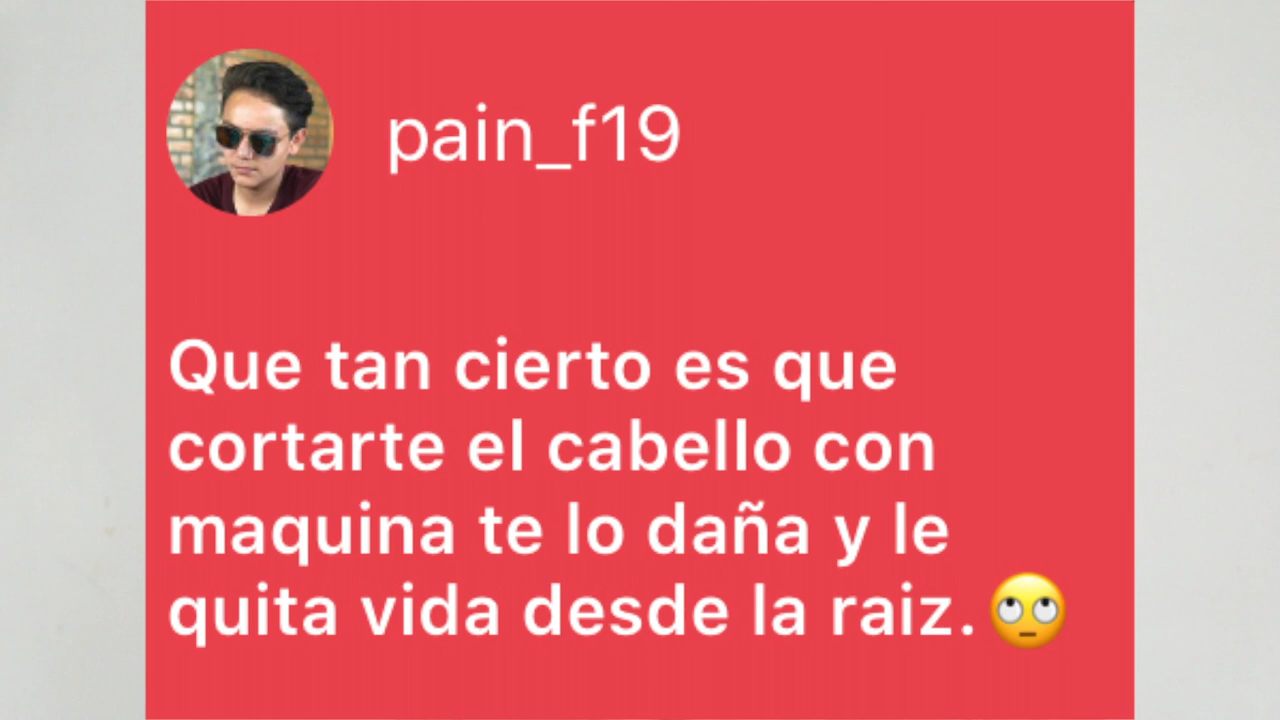 pain_f19
Que tan cierto es que
cortarte el cabello con
maquina te lo daña y le
quita vida desde la raiz.🙄